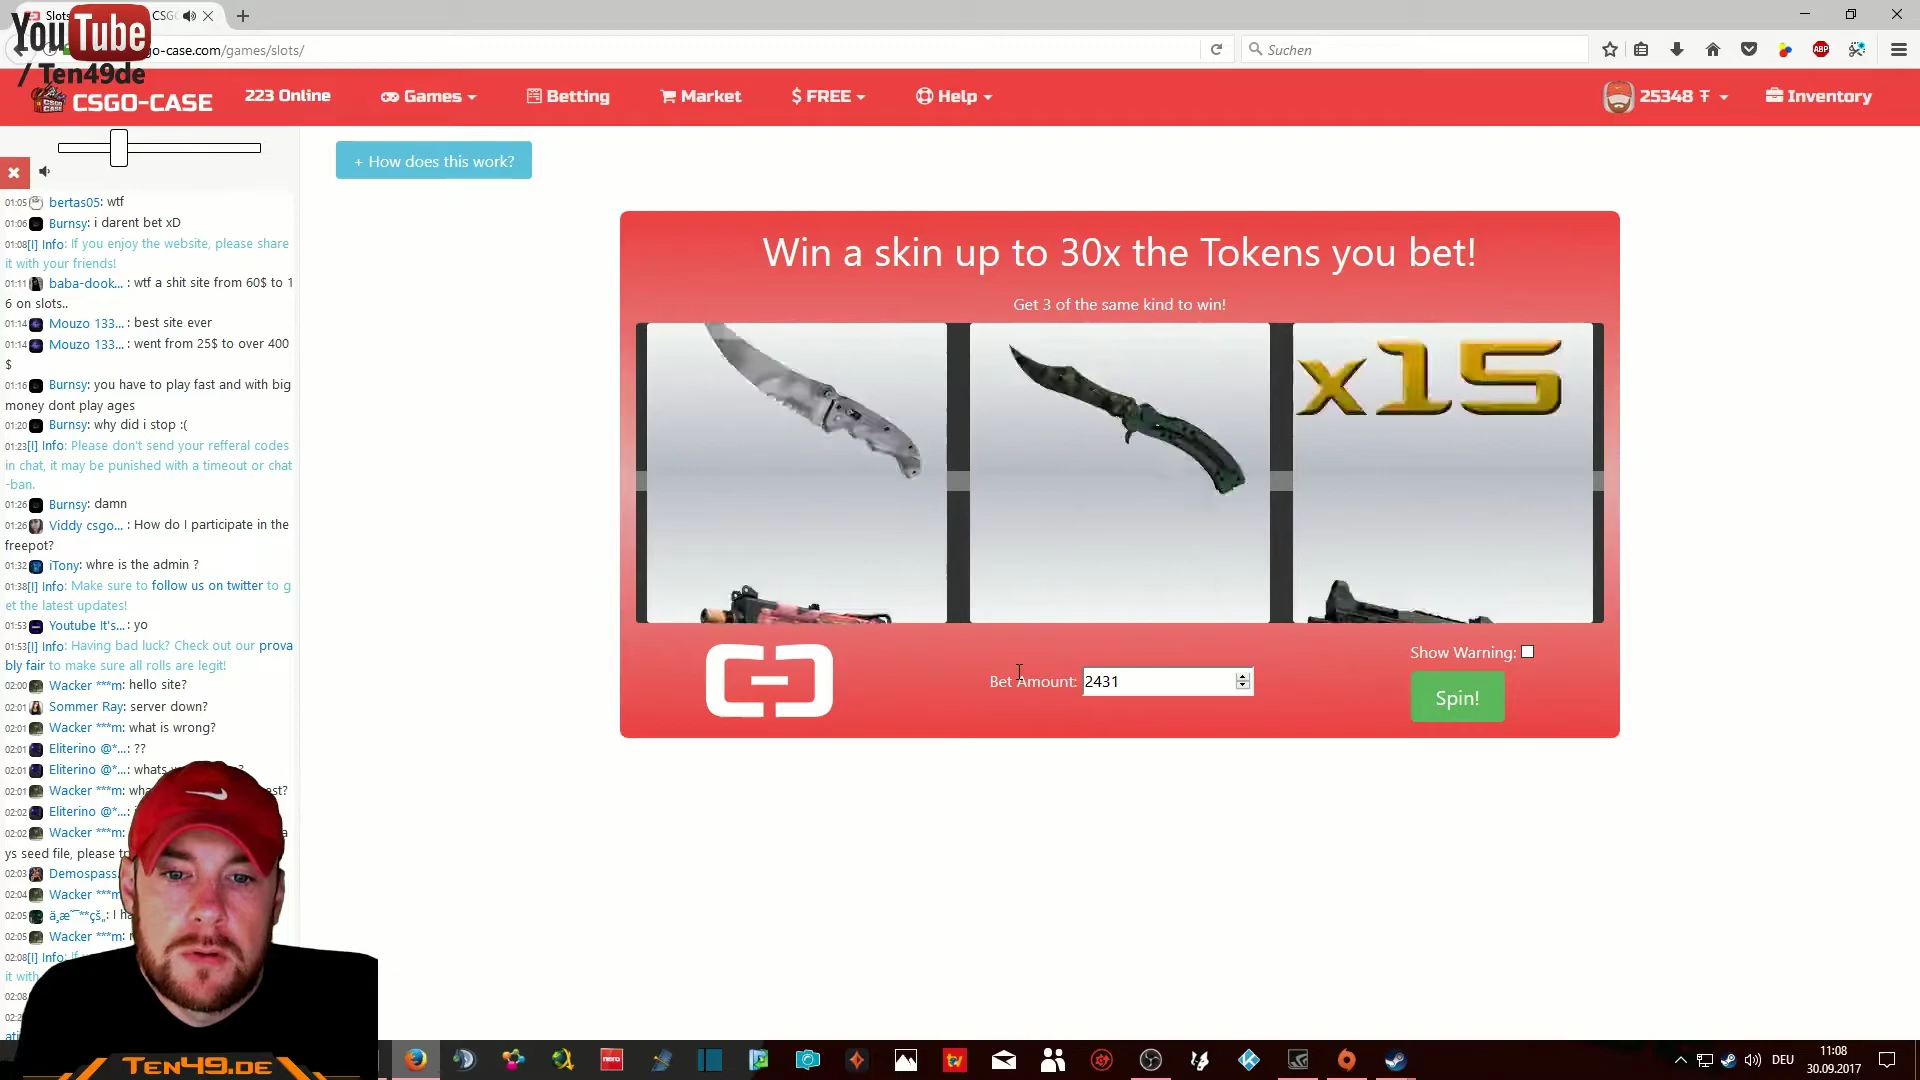 Slots
CSG
You Tube
/ Ten49de
go-case.com/games/slots/
Suchen
ABP
CSGO-CASE
223 Online
Games
Betting
Market
$ FREE
Help
25348 Ŧ
Inventory
+ How does this work?
01:05 bertas05: wtf
01:06 Burnsy: i darent bet xD
01:08[I] Info: If you enjoy the website, please share
it with your friends!
01:11 baba-dook... : wtf a shit site from 60$ to 1
6 on slots..
01:14 Mouzo 133... : best site ever
01:14 Mouzo 133... : went from 25$ to over 400
$
01:16 Burnsy: you have to play fast and with big
money dont play ages
01:20 Burnsy: why did i stop :(
01:23[I] Info: Please don't send your refferal codes
in chat, it may be punished with a timeout or chat
-ban.
01:26 Burnsy: damn
01:26 Viddy csgo... : How do I participate in the
freepot?
01:32 iTony: whre is the admin ?
01:38[I] Info: Make sure to follow us on twitter to g
et the latest updates!
01:53 Youtube It's... : yo
01:53[I] Info: Having bad luck? Check out our prova
bly fair to make sure all rolls are legit!
02:00 Wacker ***m: hello site?
02:01 Sommer Ray: server down?
02:01 Wacker ***m: what is wrong?
02:01 Eliterino @*...: ??
02:01 Eliterino @*...: whats
02:01 Wacker ***m:
02:02 Eliterino @*...:
02:02 Wacker ***m:
ys seed file, please
02:03 Demospass
02:04 Wacker ***m
02:05
02:05 Wacker ***m:
02:08[I] Info: If
it with
02:08
Win a skin up to 30x the Tokens you bet!
Get 3 of the same kind to win!
x15
Bet Amount: 2431
Show Warning:
Spin!
TEN49.DE
nero
tv
DEU
11:08
30.09.2017